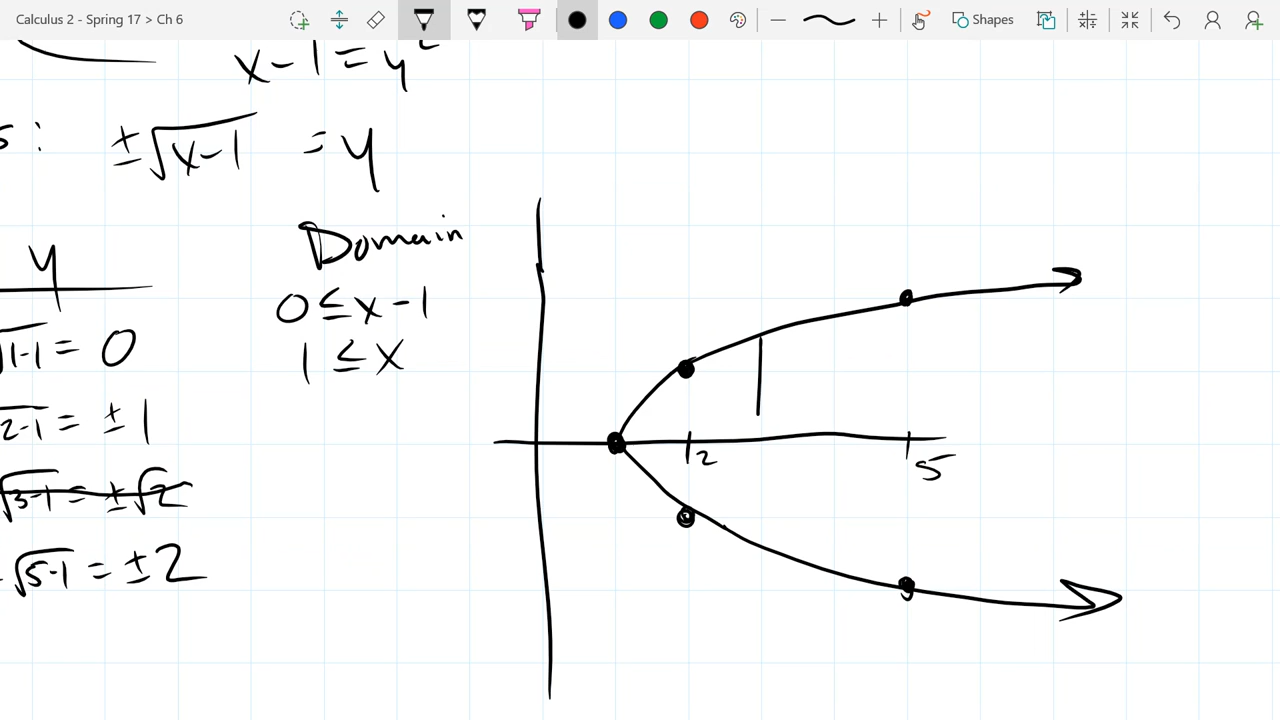 Calculus 2 - Spring 17 > Ch 6
Shapes
x-1 = y²
s: ±√(x-1) = y
y
Domain
0 ≤ x-1
1 ≤ x
√(1-1) = 0
√(2-1) = ±1
√(3-1) = ±√2
√(5-1) = ±2
2
5